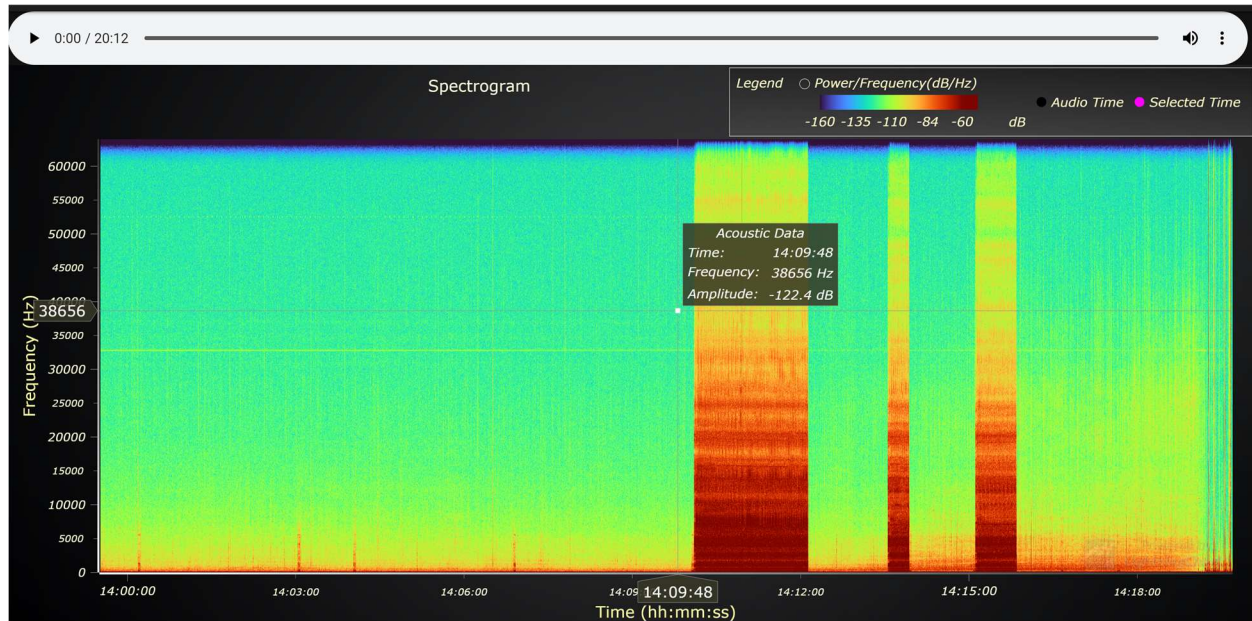 0:00 / 20:12
Spectrogram
Legend Power/Frequency(dB/Hz)
-160 -135 -110 -84 -60 dB
Audio Time Selected Time
60000
55000
50000
45000
40000
38656
35000
30000
25000
20000
15000
10000
5000
0
Frequency (Hz)
Acoustic Data
Time: 14:09:48
Frequency: 38656 Hz
Amplitude: -122.4 dB
14:00:00 14:03:00 14:06:00 14:09 14:09:48 14:12:00 14:15:00 14:18:00
Time (hh:mm:ss)